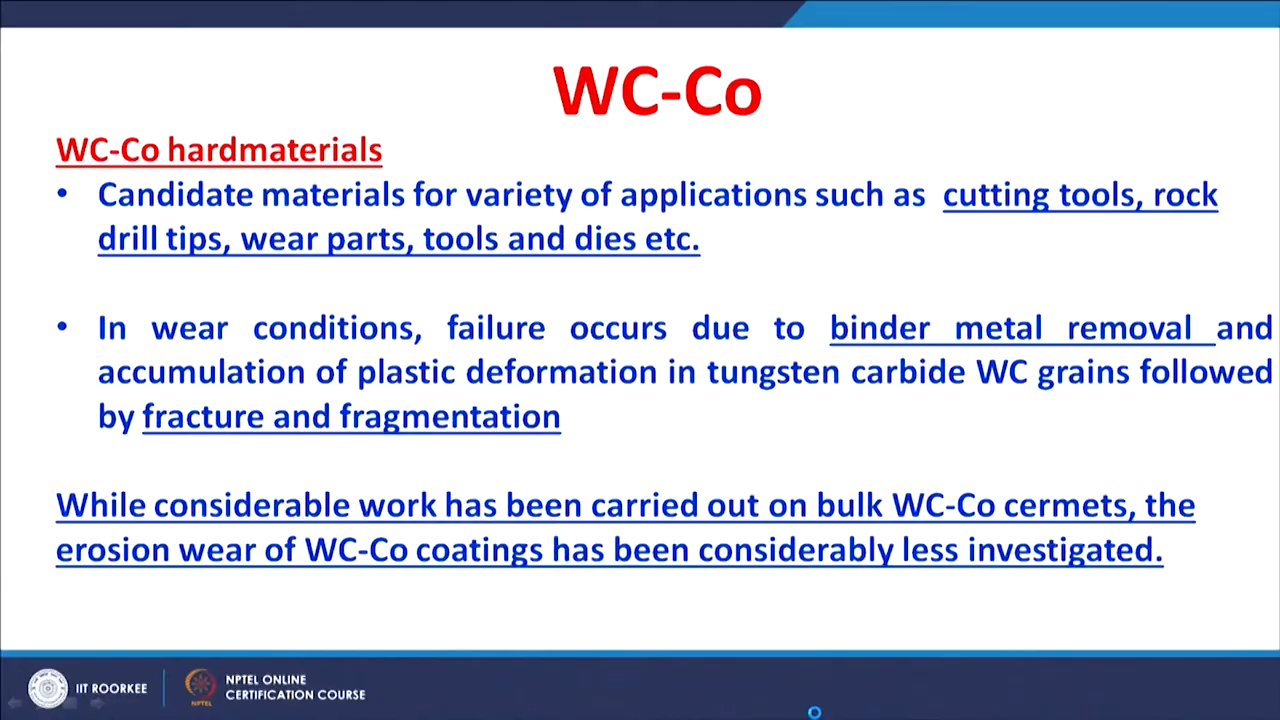 WC-Co
WC-Co hardmaterials
• Candidate materials for variety of applications such as cutting tools, rock
drill tips, wear parts, tools and dies etc.
• In wear conditions, failure occurs due to binder metal removal and
accumulation of plastic deformation in tungsten carbide WC grains followed
by fracture and fragmentation
While considerable work has been carried out on bulk WC-Co cermets, the
erosion wear of WC-Co coatings has been considerably less investigated.
IIT ROORKEE
NPTEL
NPTEL ONLINE
CERTIFICATION COURSE